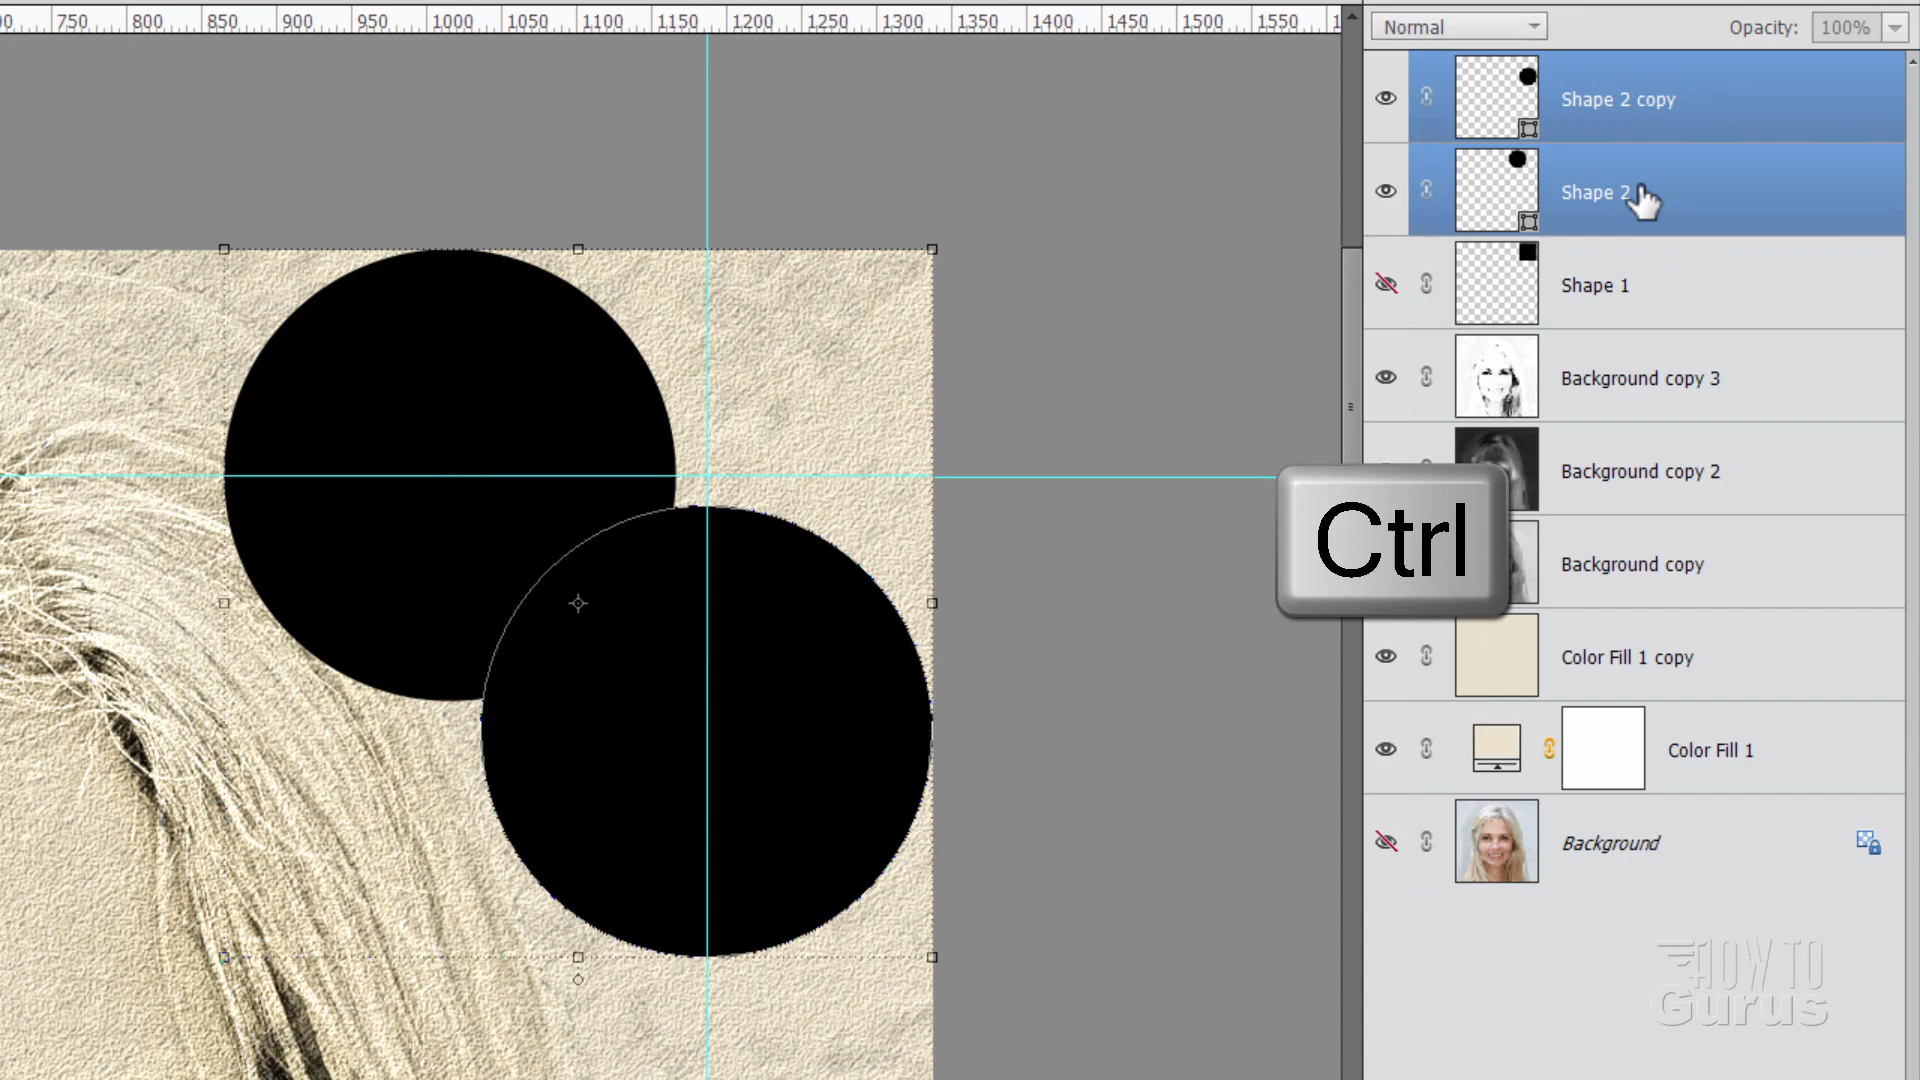 750 800 850 900 950 1000 1050 1100 1150 1200 1250 1300 1350 1400 1450 1500 1550
Normal Opacity: 100%
Shape 2 copy
Shape 2
Shape 1
Background copy 3
Background copy 2
Ctrl
Background copy
Color Fill 1 copy
Color Fill 1
Background
HOW TO
Gurus